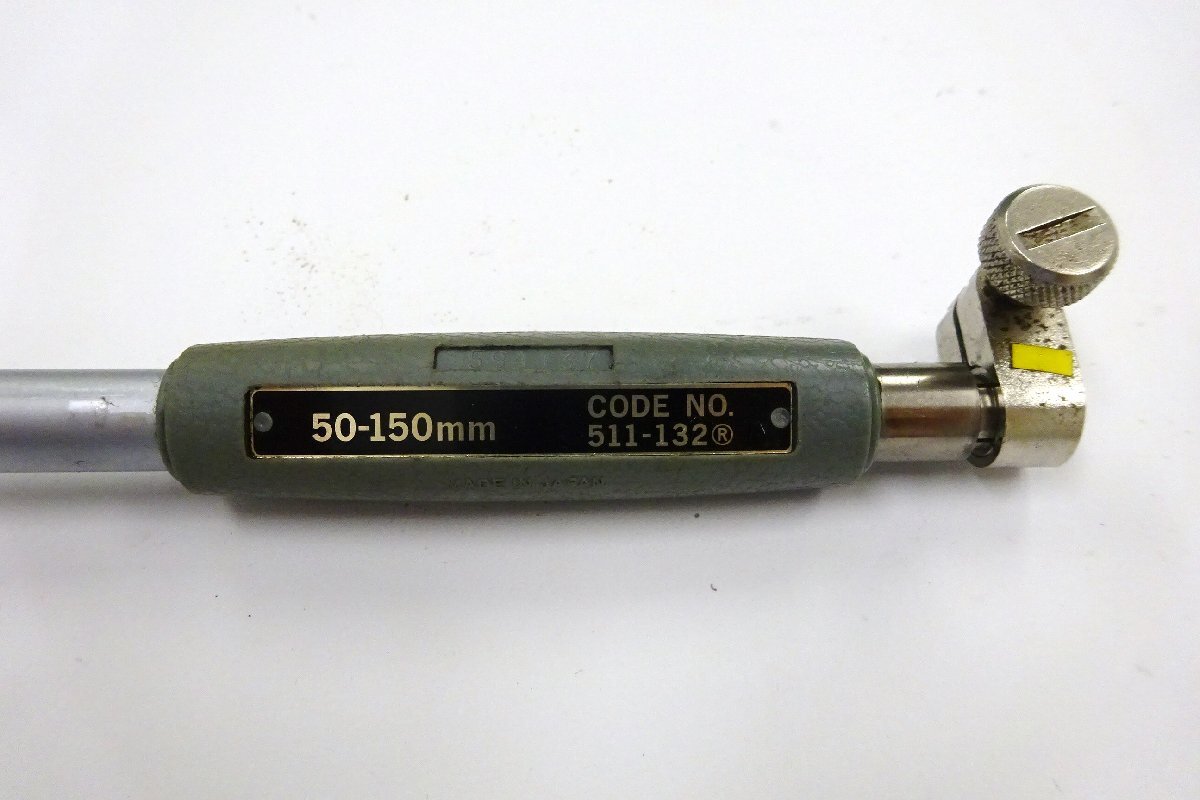 50-150mm
CODE NO.
511-132®
MADE IN JAPAN